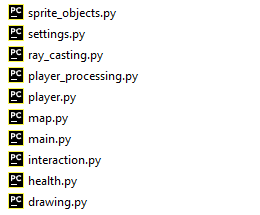 sprite_objects.py
settings.py
ray_casting.py
player_processing.py
player.py
map.py
main.py
interaction.py
health.py
drawing.py